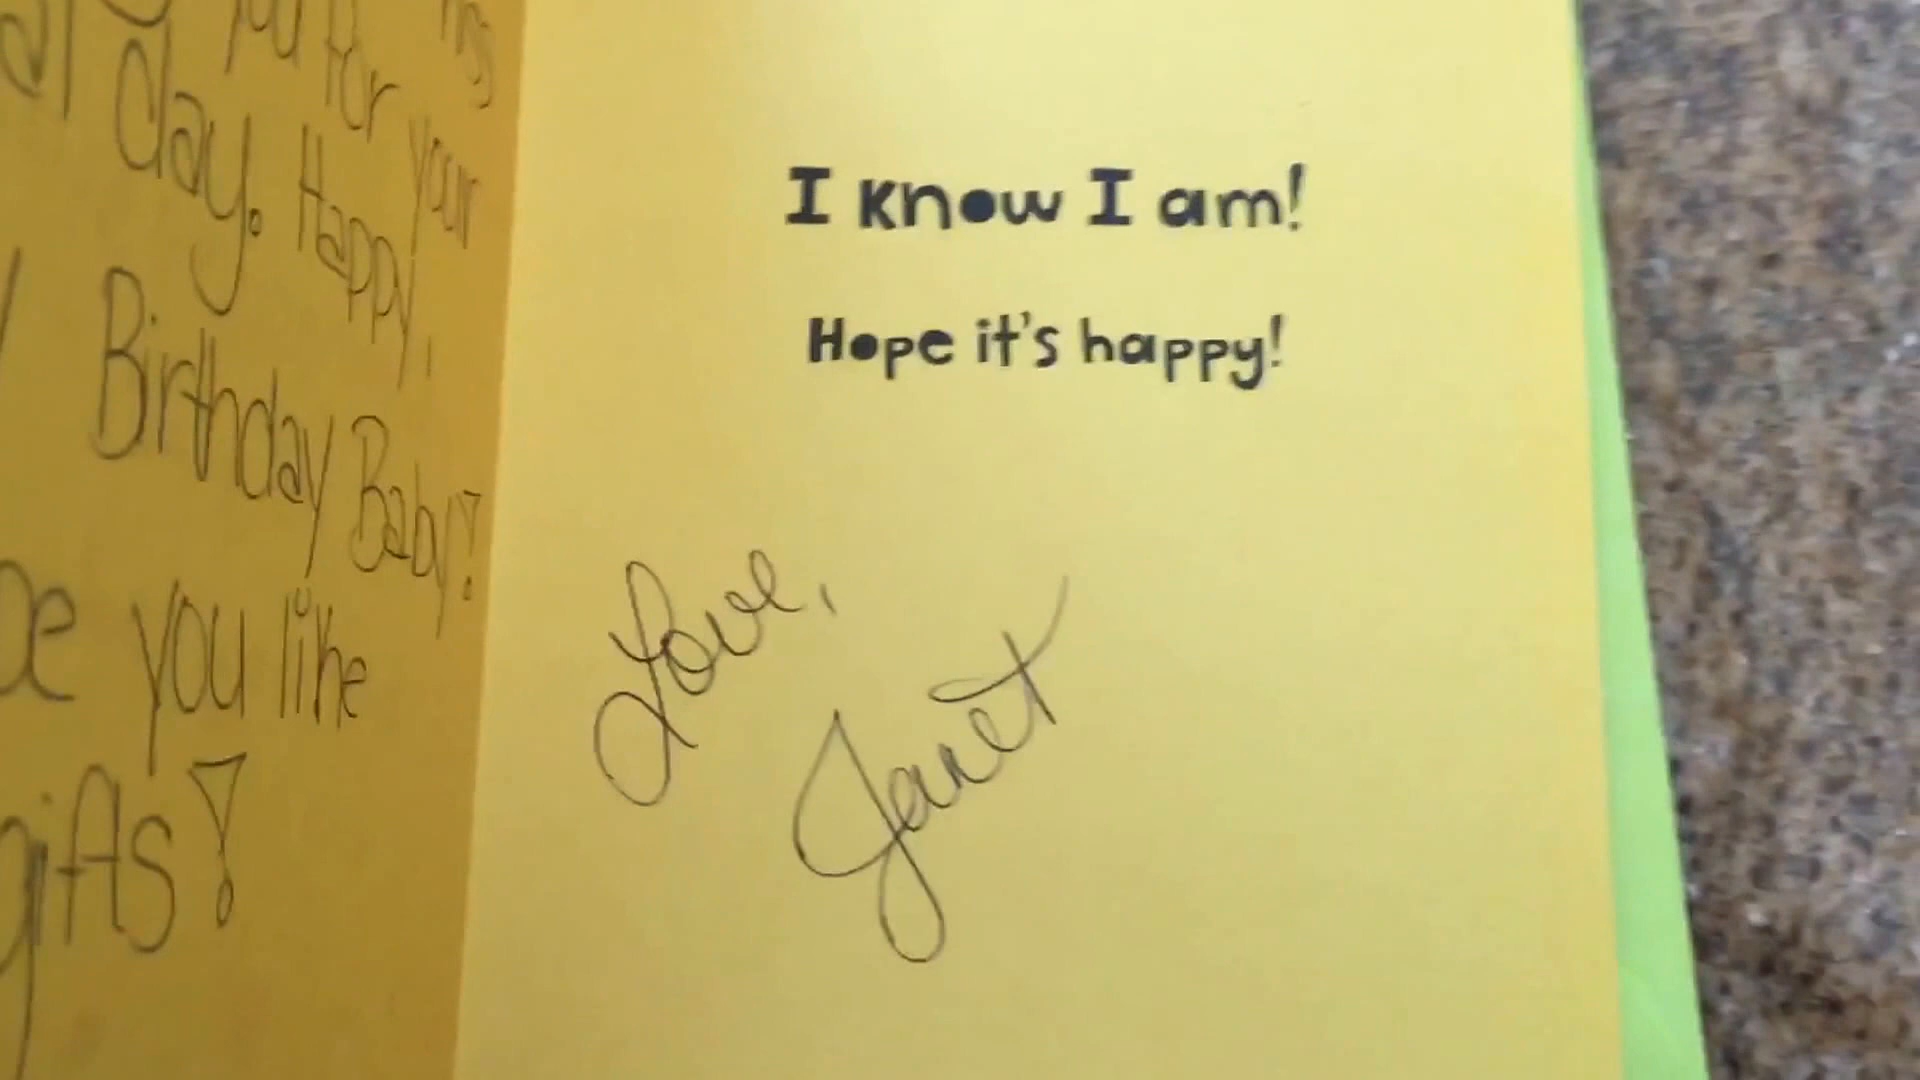 you for
your
day. Happy,
Birthday Baby!
you like
gifts!
I know I am!
Hope it's happy!
Love,
Janet